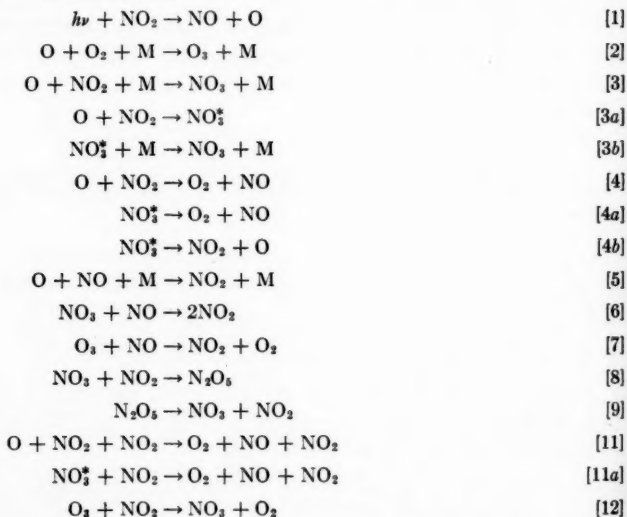 hν + NO₂ → NO + O [1]
O + O₂ + M → O₃ + M [2]
O + NO₂ + M → NO₃ + M [3]
O + NO₂ → NO₃* [3a]
NO₃* + M → NO₃ + M [3b]
O + NO₂ → O₂ + NO [4]
NO₃* → O₂ + NO [4a]
NO₃* → NO₂ + O [4b]
O + NO + M → NO₂ + M [5]
NO₃ + NO → 2NO₂ [6]
O₃ + NO → NO₂ + O₂ [7]
NO₃ + NO₂ → N₂O₅ [8]
N₂O₅ → NO₃ + NO₂ [9]
O + NO₂ + NO₂ → O₂ + NO + NO₂ [11]
NO₃* + NO₂ → O₂ + NO + NO₂ [11a]
O₃ + NO₂ → NO₃ + O₂ [12]